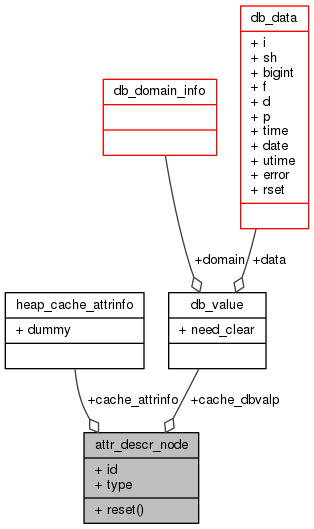 db_data
+ i
+ sh
+ bigint
+ f
+ d
+ p
+ time
+ date
+ utime
+ error
+ rset
db_domain_info
+domain
+data
heap_cache_attrinfo
+ dummy
db_value
+ need_clear
+cache_attrinfo
+cache_dbvalp
attr_descr_node
+ id
+ type
+ reset()